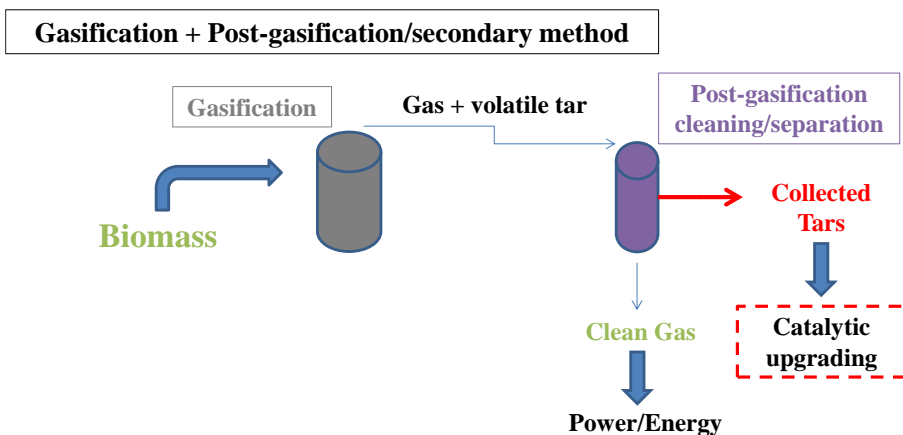 Gasification + Post-gasification/secondary method
Gasification
Gas + volatile tar
Post-gasification
cleaning/separation
Biomass
Collected
Tars
Clean Gas
Catalytic
upgrading
Power/Energy